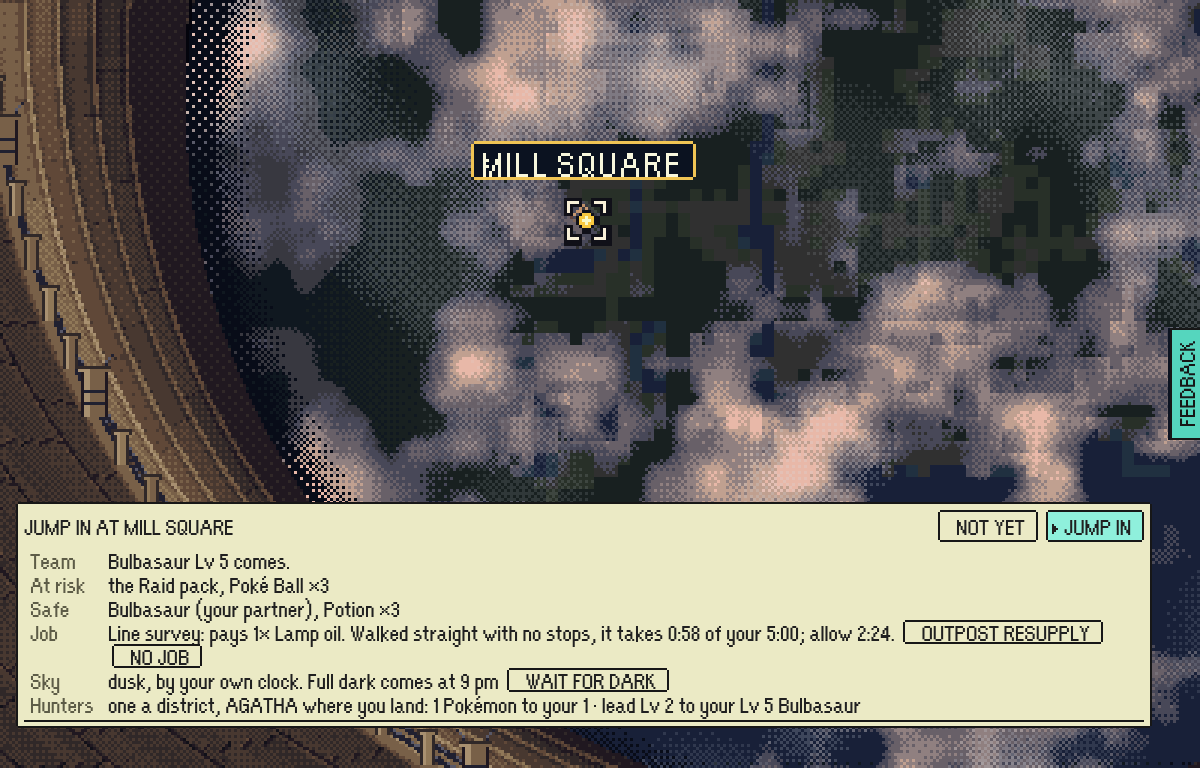 MILL SQUARE
FEEDBACK
JUMP IN AT MILL SQUARE
NOT YET
JUMP IN
Team Bulbasaur Lv 5 comes.
At risk the Raid pack, Poké Ball ×3
Safe Bulbasaur (your partner), Potion ×3
Job Line survey: pays 1× Lamp oil. Walked straight with no stops, it takes 0:58 of your 5:00; allow 2:24. OUTPOST RESUPPLY
NO JOB
Sky dusk, by your own clock. Full dark comes at 9 pm WAIT FOR DARK
Hunters one a district, AGATHA where you land: 1 Pokémon to your 1 · lead Lv 2 to your Lv 5 Bulbasaur